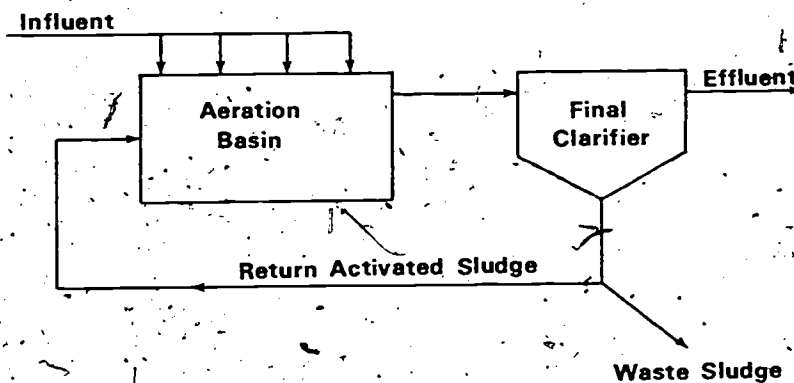 Influent
Aeration
Basin
Final
Clarifier
Effluent
Return Activated Sludge
Waste Sludge